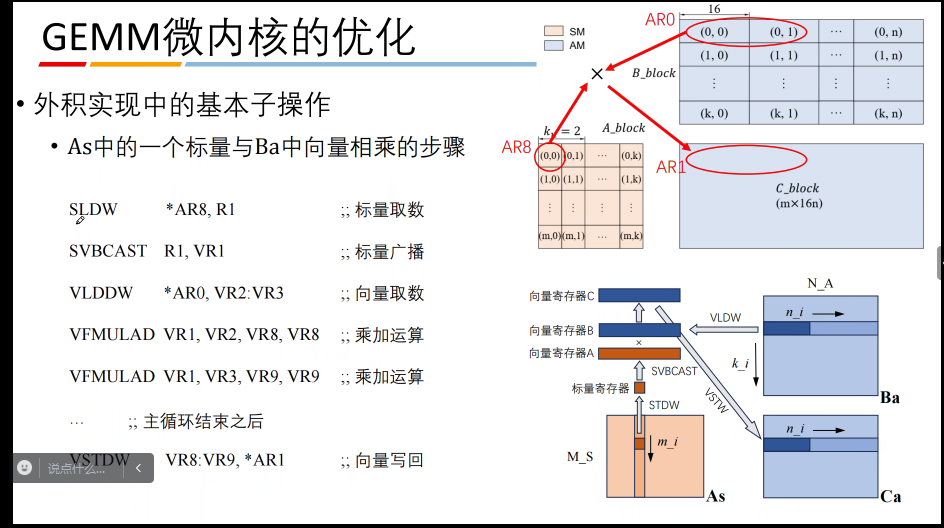 GEMM微内核的优化
• 外积实现中的基本子操作
• As中的一个标量与Ba中向量相乘的步骤
SLDW *AR8, R1 ;; 标量取数
SVBCAST R1, VR1 ;; 标量广播
VLDDW *AR0, VR2:VR3 ;; 向量取数
VFMULAD VR1, VR2, VR8, VR8 ;; 乘加运算
VFMULAD VR1, VR3, VR9, VR9 ;; 乘加运算
… ;; 主循环结束之后
VSTDW VR8:VR9, *AR1 ;; 向量写回
说点什么...
SM
AM
AR0
16
B_block
(0, 0) (0, 1) ⋯ (0, n)
(1, 0) (1, 1) ⋯ (1, n)
⋮ ⋮ ⋮
(k, 0) (k, 1) ⋯ (k, n)
×
= 2
A_block
AR8
(0,0) (0,1) ⋯ (0,k)
(1,0) (1,1) ⋯ (1,k)
⋮ ⋮ ⋮
(m,0) (m,1) ⋯ (m,k)
AR1
C_block
(m×16n)
向量寄存器C
向量寄存器B
×
向量寄存器A
标量寄存器
VLDW
SVBCAST
STDW
VSTW
N_A
n_i
k_i
Ba
M_S
m_i
As
n_i
Ca